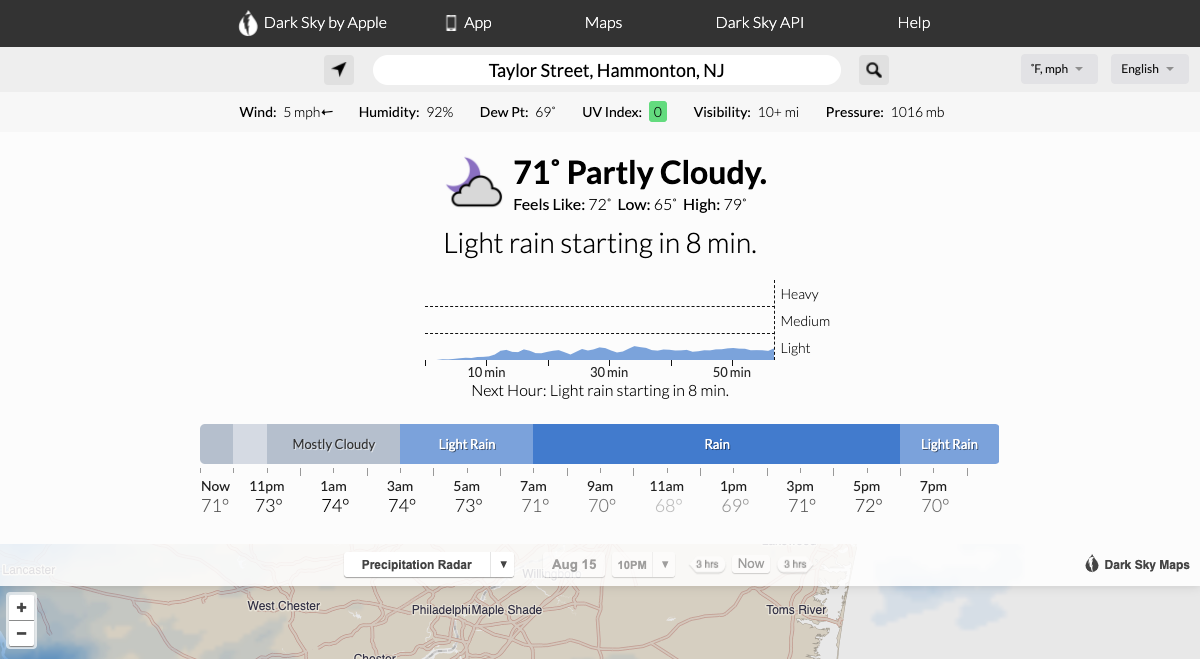 Dark Sky by Apple App Maps Dark Sky API Help
Taylor Street, Hammonton, NJ ˚F, mph English
Wind: 5 mph Humidity: 92% Dew Pt: 69˚ UV Index: 0 Visibility: 10+ mi Pressure: 1016 mb
71˚ Partly Cloudy.
Feels Like: 72˚ Low: 65˚ High: 79˚
Light rain starting in 8 min.
Heavy
Medium
Light
10 min 30 min 50 min
Next Hour: Light rain starting in 8 min.
Mostly Cloudy Light Rain Rain Light Rain
Now 11pm 1am 3am 5am 7am 9am 11am 1pm 3pm 5pm 7pm
71° 73° 74° 74° 73° 71° 70° 68° 69° 71° 72° 70°
Precipitation Radar Aug 15 10PM 3 hrs Now 3 hrs Dark Sky Maps
Lancaster
+
West Chester Philadelphi Maple Shade Toms River
−
Chester